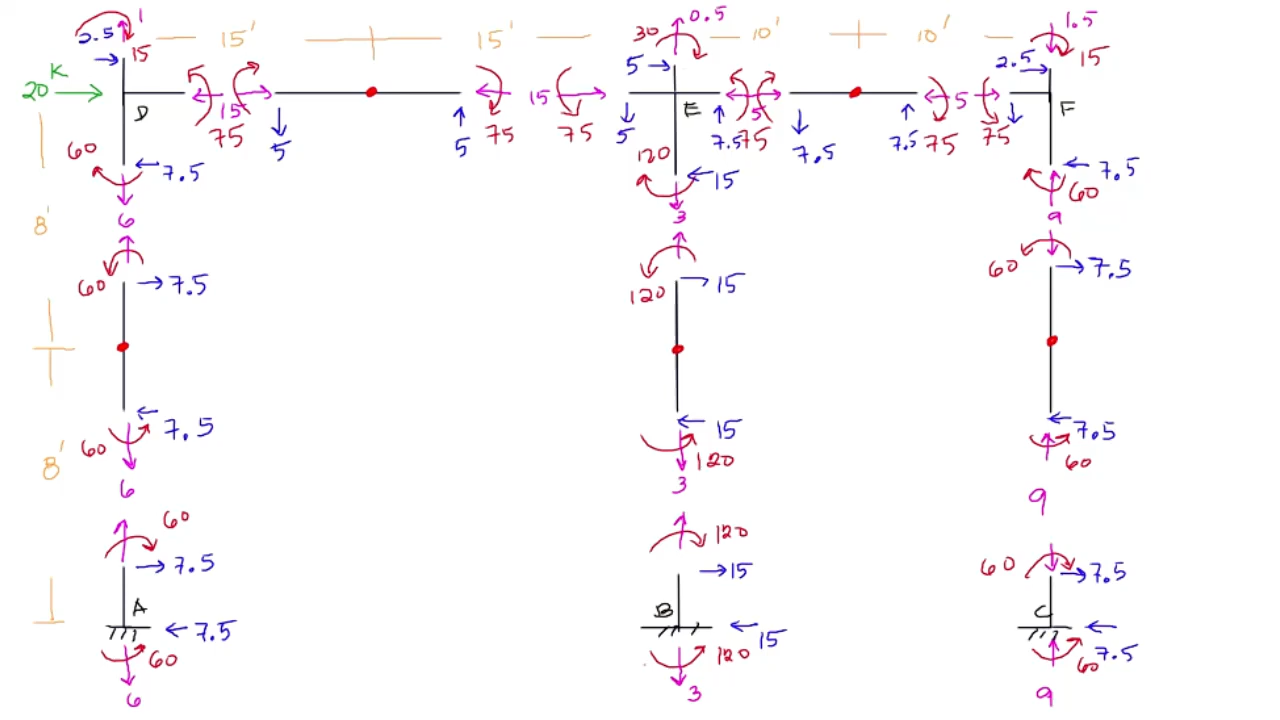 1 0.5 1.5
2.5 15 15' 15' 30 10' 10' 15
20 K 5 2.5
D 15 15 E 5 5 F
75 5 5 75 75 5 7.5 75 7.5 7.5 75 75
60 7.5 120 15 7.5
60
6 3 9
8'
60 7.5 120 15 60 7.5
7.5 15 7.5
60 120 60
8'
6 3 9
60 120
7.5 15 60 7.5
A B C
7.5 15 7.5
60 120 60
6 3 9